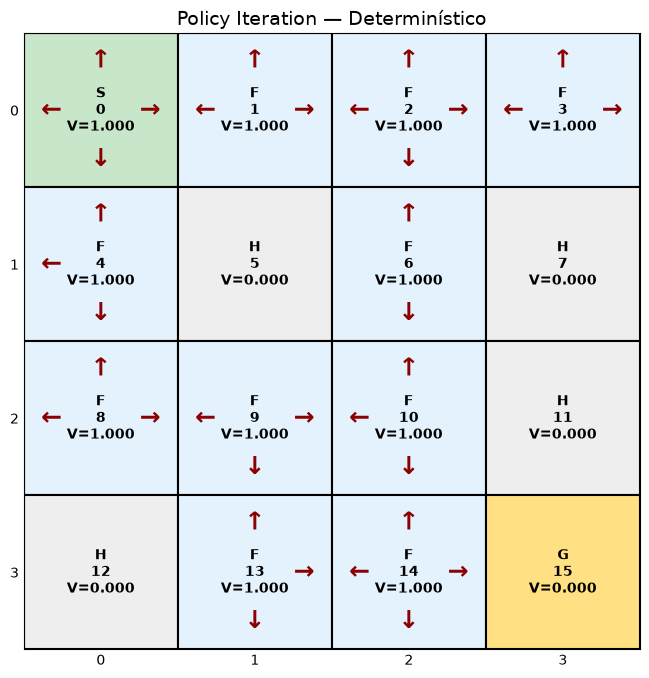 Policy Iteration — Determinístico
0
S
0
V=1.000
F
1
V=1.000
F
2
V=1.000
F
3
V=1.000
1
F
4
V=1.000
H
5
V=0.000
F
6
V=1.000
H
7
V=0.000
2
F
8
V=1.000
F
9
V=1.000
F
10
V=1.000
H
11
V=0.000
3
H
12
V=0.000
F
13
V=1.000
F
14
V=1.000
G
15
V=0.000
0 1 2 3